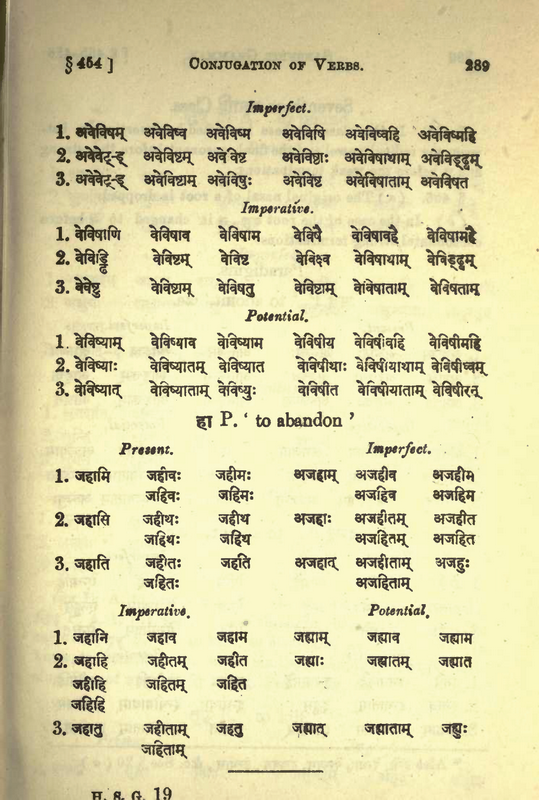 § 454 ] CONJUGATION OF VERBS. 289
Imperfect.
1. अवेविषम् अवेविष्व अवेविष्म अवेविषि अवेविष्वहि अवेविष्महि
2. अवेवेट्-ड् अवेविष्टम् अवेविष्ट अवेविष्ठाः अवेविषाथाम् अवेविड्ढ्वम्
3. अवेवेट्-ड् अवेविष्टाम् अवेविषुः अवेविष्ट अवेविषाताम् अवेविषत
Imperative.
1. वेविषाणि वेविषाव वेविषाम वेविषै वेविषावहै वेविषामहै
2. वेविड्ढि वेविष्टम् वेविष्ट वेविक्ष्व वेविषाथाम् वेविड्ढ्वम्
3. वेवेष्टु वेविष्टाम् वेविषतु वेविष्टाम् वेविषाताम् वेविषताम्
Potential.
1. वेविष्याम् वेविष्याव वेविष्याम वेविषीय वेविषीवहि वेविषीमहि
2. वेविष्याः वेविष्यातम् वेविष्यात वेविषीथाः वेविषीयाथाम् वेविषीध्वम्
3. वेविष्यात् वेविष्याताम् वेविष्युः वेविषीत वेविषीयाताम् वेविषीरन्
हा P. ‘ to abandon ’
Present. Imperfect.
1. जहामि जहीवः जहीमः अजहाम् अजहीव अजहीम
जहिवः जहिमः अजहिव अजहिम
2. जहासि जहीथः जहीथ अजहाः अजहीतम् अजहीत
जहिथः जहिथ अजहितम् अजहित
3. जहाति जहीतः जहति अजहात् अजहीताम् अजहुः
जहितः अजहिताम्
Imperative. Potential.
1. जहानि जहाव जहाम जह्याम् जह्याव जह्याम
2. जहाहि जहीतम् जहीत जह्याः जह्यातम् जह्यात
जहीहि जहितम् जहित
जहिहि
3. जहातु जहीताम् जहतु जह्यात् जह्याताम् जह्युः
जहिताम्
H. S. G. 19